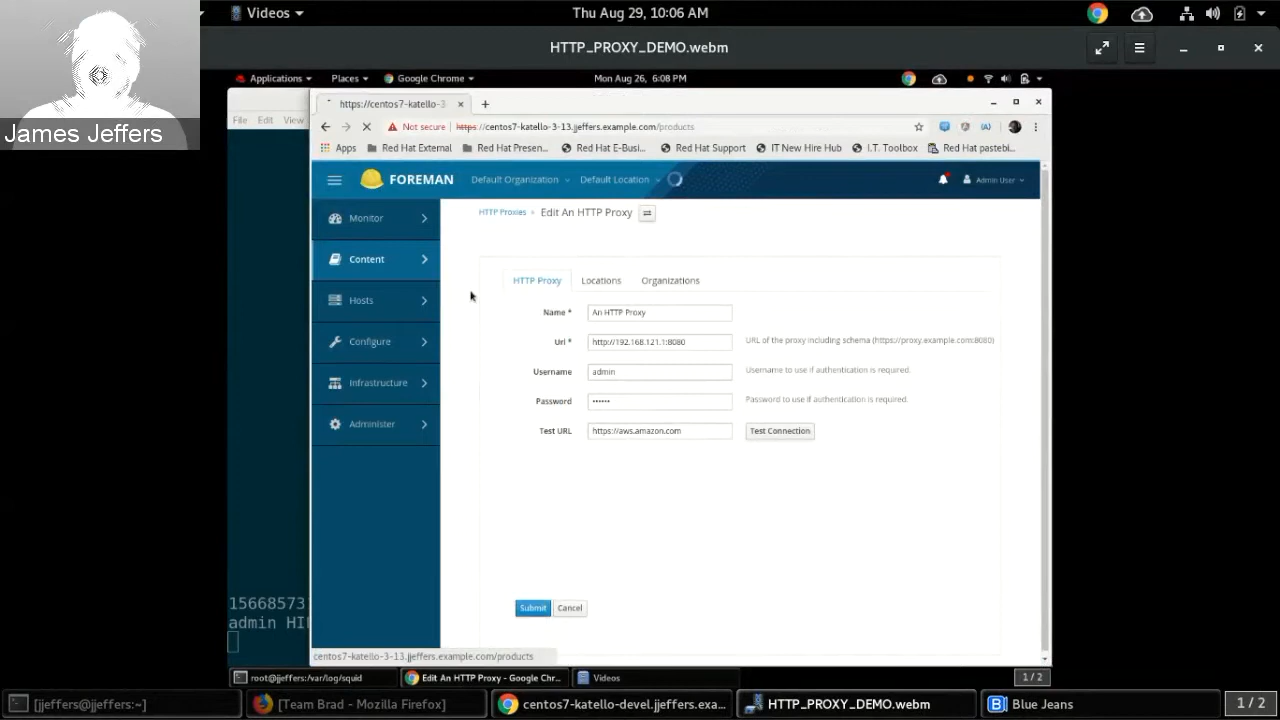 Videos
Thu Aug 29, 10:06 AM
James Jeffers
HTTP_PROXY_DEMO.webm
Applications
Places
Google Chrome
Mon Aug 26, 6:08 PM
File Edit View
https://centos7-katello-3
Not secure
https://centos7-katello-3-13.jjeffers.example.com/products
Apps
Red Hat External
Red Hat Presen...
Red Hat E-Busi...
Red Hat Support
IT New Hire Hub
I.T. Toolbox
Red Hat pastebi...
FOREMAN
Default Organization
Default Location
Admin User
Monitor
Content
Hosts
Configure
Infrastructure
Administer
HTTP Proxies » Edit An HTTP Proxy
HTTP Proxy
Locations
Organizations
Name * An HTTP Proxy
Url * http://192.168.121.1:8080 URL of the proxy including schema (https://proxy.example.com:8080)
Username admin Username to use if authentication is required.
Password •••••• Password to use if authentication is required.
Test URL https://aws.amazon.com Test Connection
Submit Cancel
15668573
admin HI
centos7-katello-3-13.jjeffers.example.com/products
root@jjeffers:/var/log/squid
Edit An HTTP Proxy - Google Chr...
Videos
1 / 2
[jjeffers@jjeffers:~]
[Team Brad - Mozilla Firefox]
centos7-katello-devel.jjeffers.exa...
HTTP_PROXY_DEMO.webm
B Blue Jeans
1 / 2